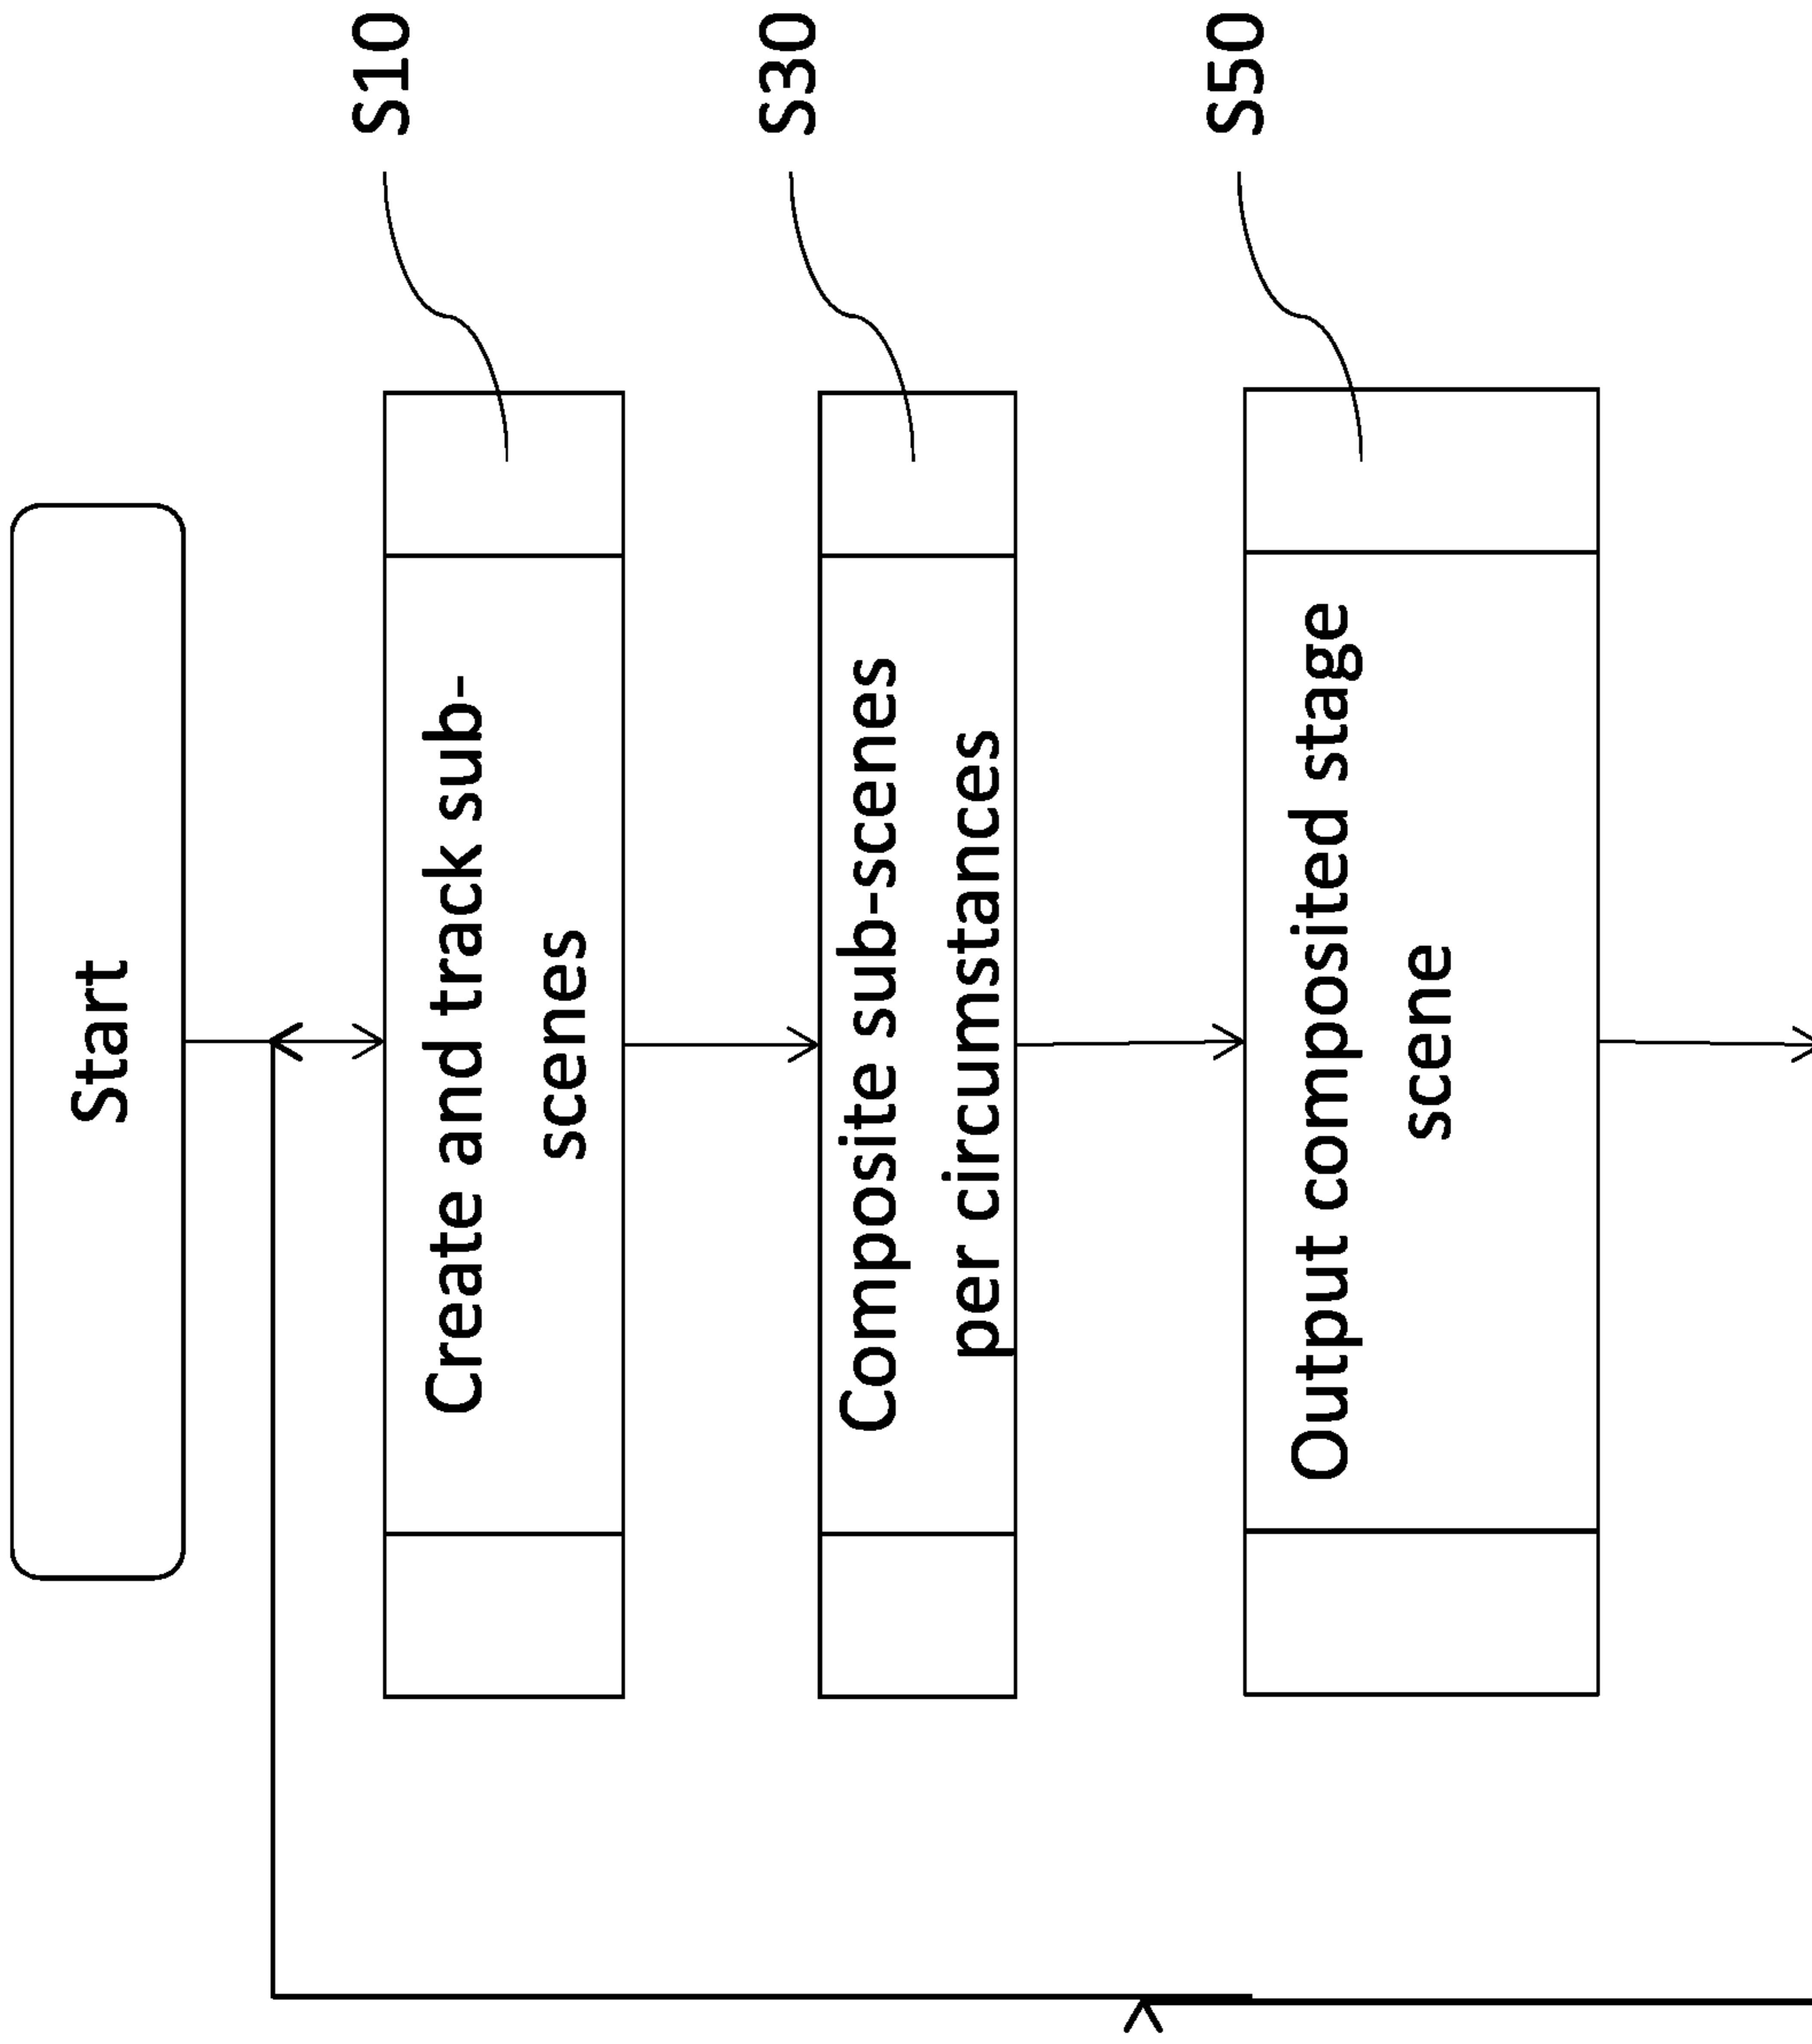 Start
Create and track sub-
scenes
S10
Composite sub-scenes
per circumstances
S30
Output composited stage
scene
S50